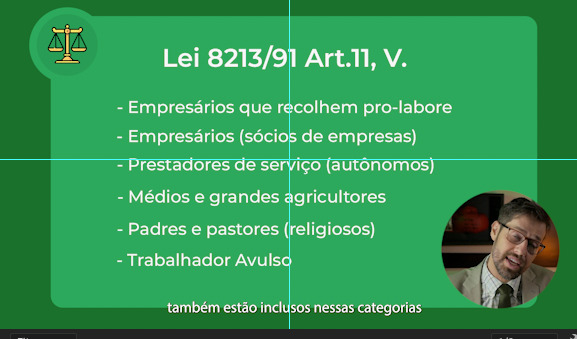 Lei 8213/91 Art.11, V.
- Empresários que recolhem pro-labore
- Empresários (sócios de empresas)
- Prestadores de serviço (autônomos)
- Médios e grandes agricultores
- Padres e pastores (religiosos)
- Trabalhador Avulso
também estão inclusos nessas categorias